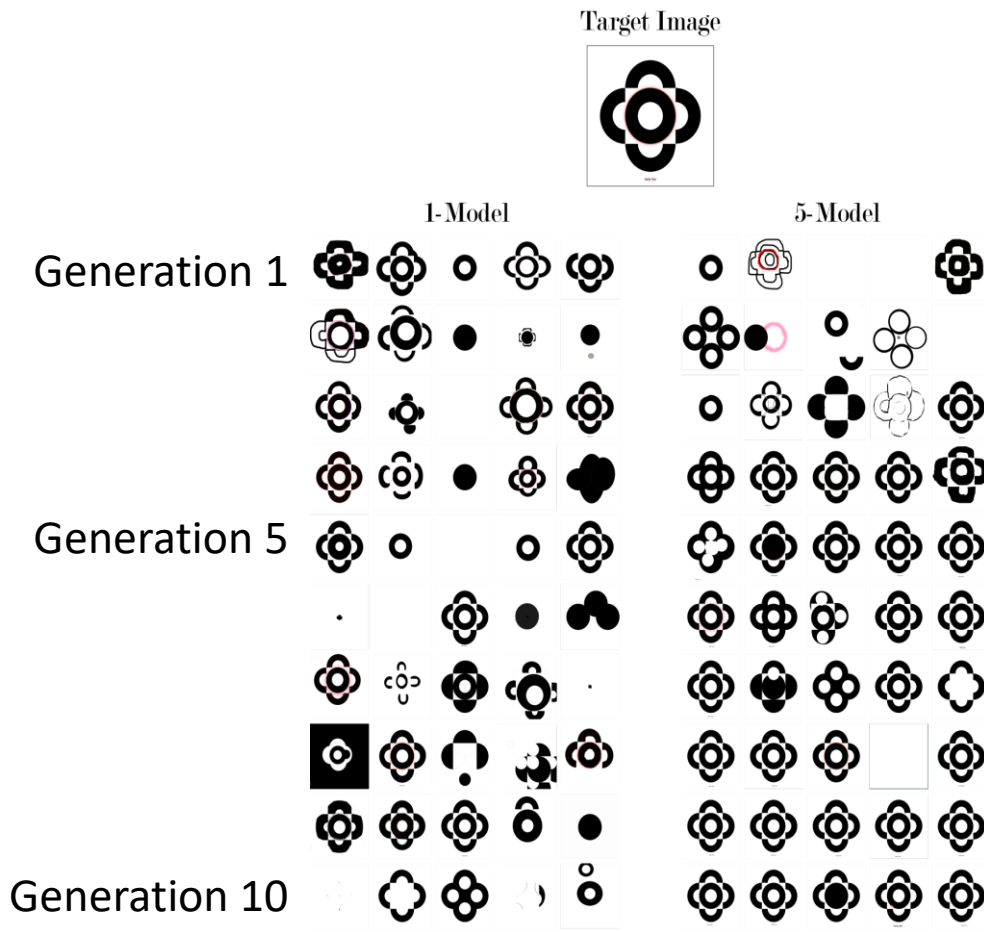 Target Image
1-Model
5-Model
Generation 1
Generation 5
Generation 10